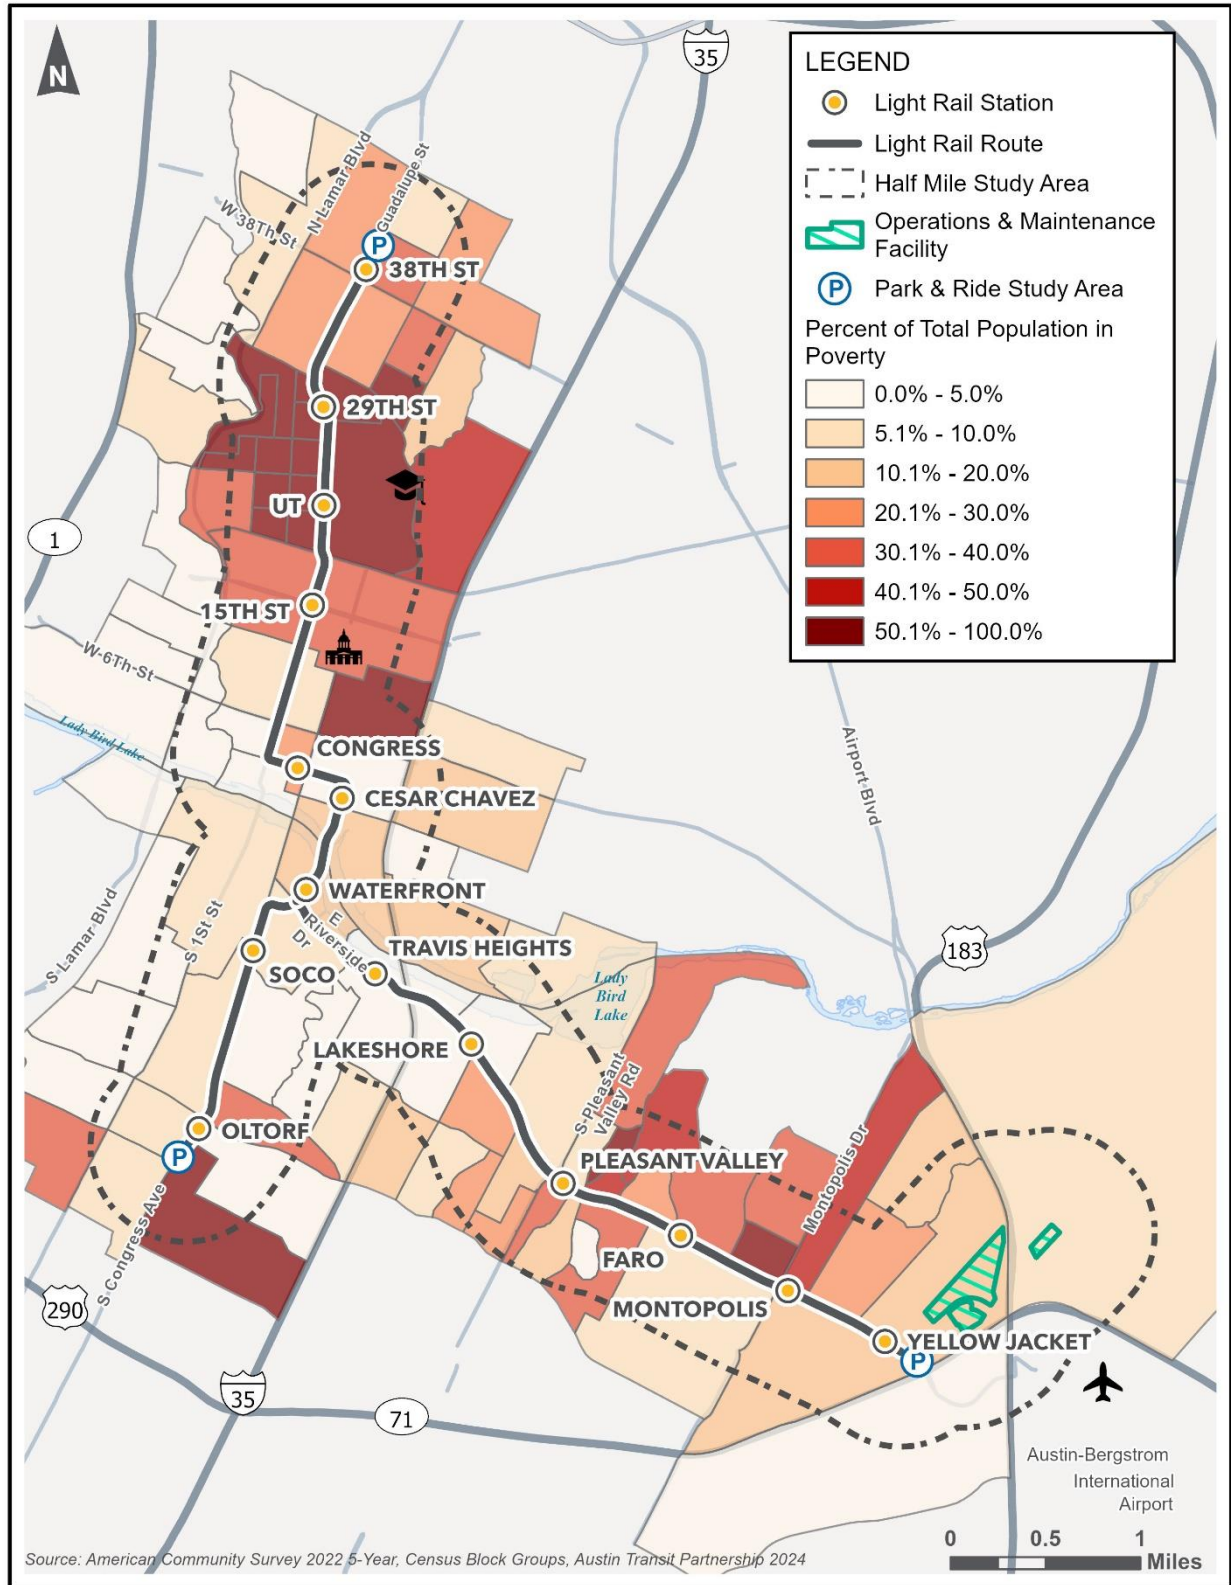 N
35
LEGEND
Light Rail Station
Light Rail Route
Half Mile Study Area
Operations & Maintenance
Facility
P
Park & Ride Study Area
Percent of Total Population in
Poverty
0.0% - 5.0%
5.1% - 10.0%
10.1% - 20.0%
20.1% - 30.0%
30.1% - 40.0%
40.1% - 50.0%
50.1% - 100.0%
N Lamar Blvd
Guadalupe St
W 38Th St
P
38TH ST
29TH ST
UT
1
15TH ST
W 6Th St
Lady Bird Lake
CONGRESS
CESAR CHAVEZ
Airport Blvd
WATERFRONT
E
Riverside
Dr
S Lamar Blvd
S 1St St
SOCO
TRAVIS HEIGHTS
183
Lady
Bird
Lake
LAKESHORE
S Pleasant
Valley Rd
OLTORF
P
PLEASANT VALLEY
Montopolis Dr
S Congress Ave
FARO
MONTOPOLIS
YELLOW JACKET
P
290
35
71
Austin-Bergstrom
International
Airport
0 0.5 1
Miles
Source: American Community Survey 2022 5-Year, Census Block Groups, Austin Transit Partnership 2024